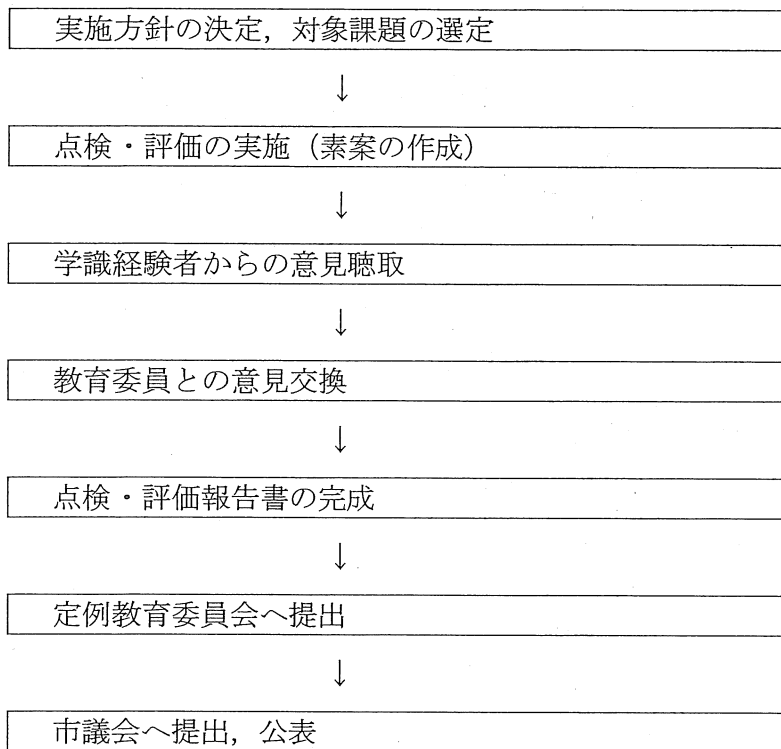 実施方針の決定，対象課題の選定
↓
点検・評価の実施（素案の作成）
↓
学識経験者からの意見聴取
↓
教育委員との意見交換
↓
点検・評価報告書の完成
↓
定例教育委員会へ提出
↓
市議会へ提出，公表